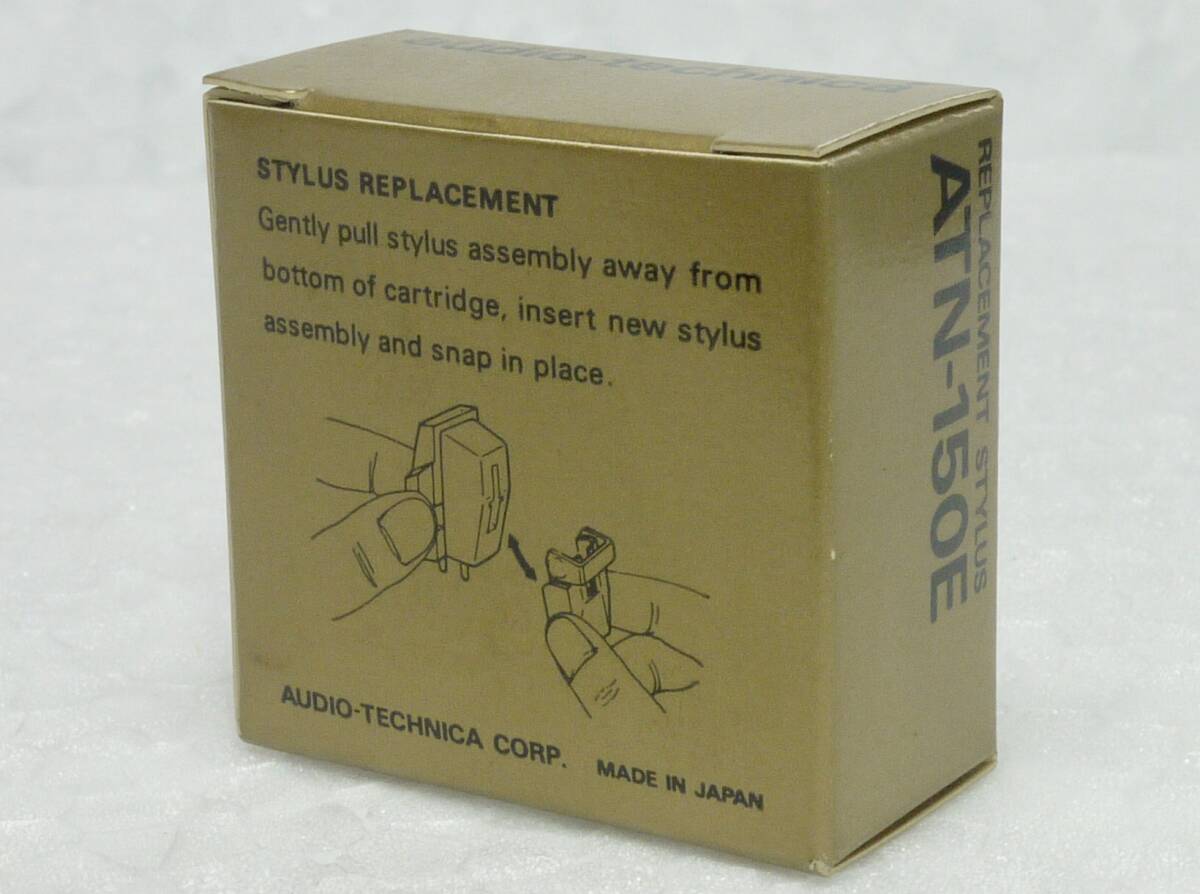 audio-technica
STYLUS REPLACEMENT
Gently pull stylus assembly away from
bottom of cartridge, insert new stylus
assembly and snap in place.
AUDIO-TECHNICA CORP. MADE IN JAPAN
REPLACEMENT STYLUS
ATN-150E